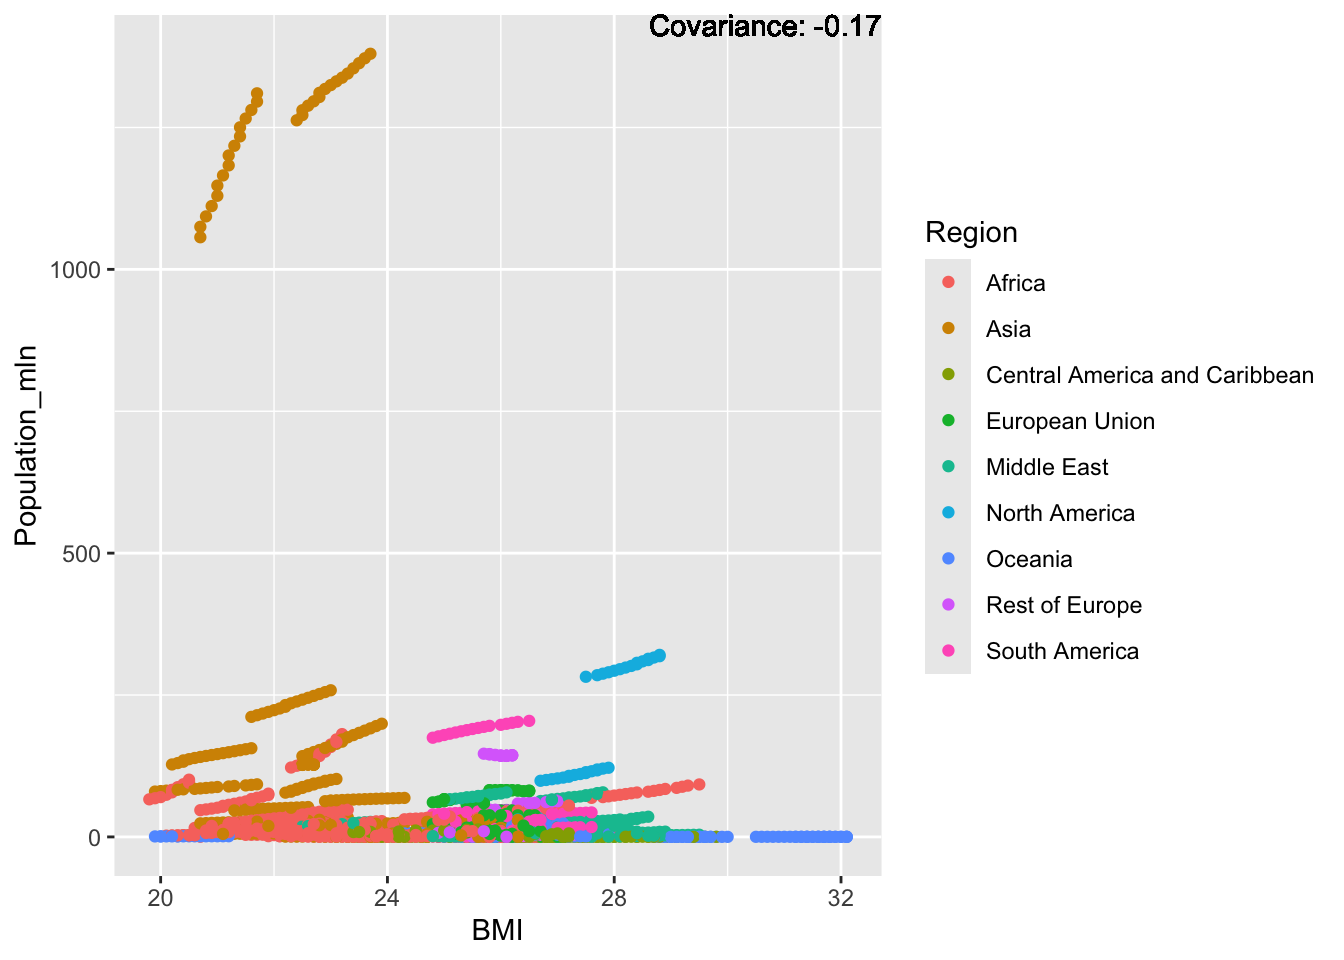 Covariance: -0.17
1000
500
0
Population_mln
20 24 28 32
BMI
Region
Africa
Asia
Central America and Caribbean
European Union
Middle East
North America
Oceania
Rest of Europe
South America